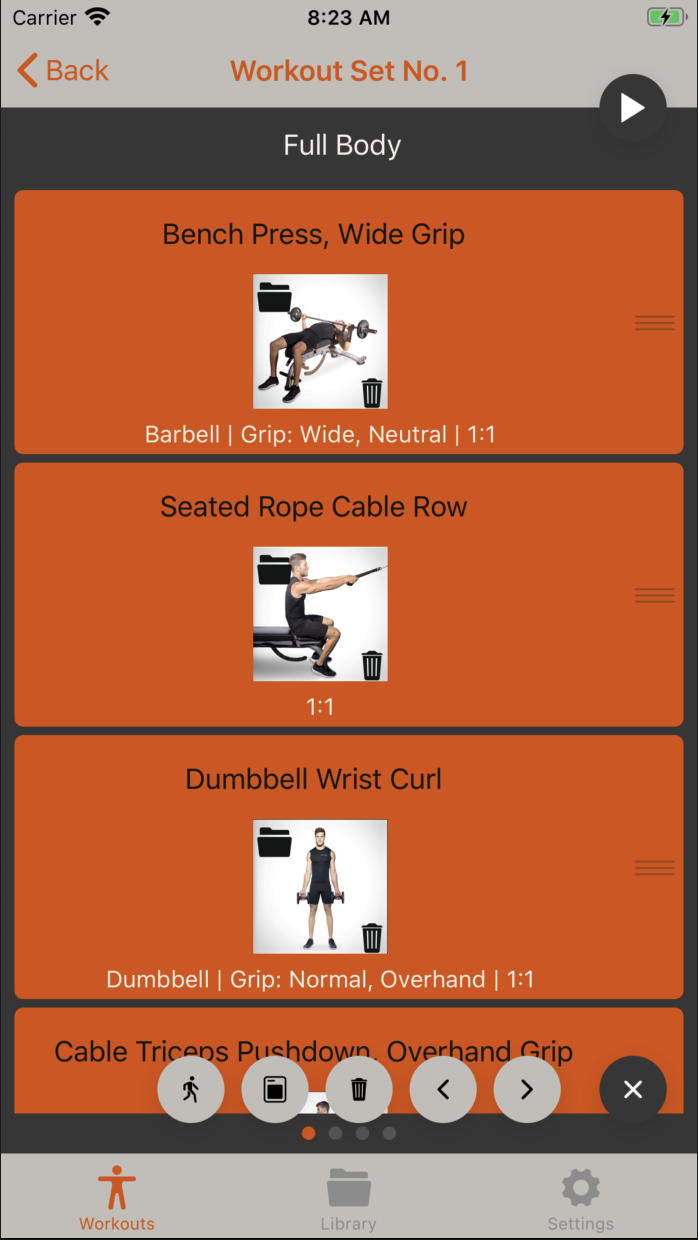 Carrier
8:23 AM
Back
Workout Set No. 1
Full Body
Bench Press, Wide Grip
Barbell | Grip: Wide, Neutral | 1:1
Seated Rope Cable Row
1:1
Dumbbell Wrist Curl
Dumbbell | Grip: Normal, Overhand | 1:1
Cable Triceps Pushdown, Overhand Grip
Workouts
Library
Settings